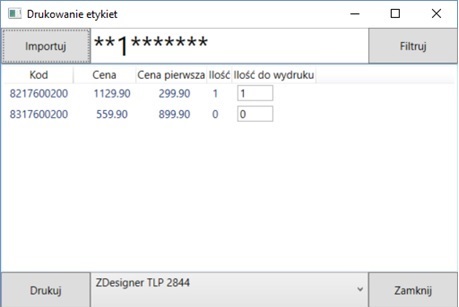 Drukowanie etykiet
Importuj **1******* Filtruj
Kod Cena Cena pierwsza Ilość Ilość do wydruku
8217600200 1129.90 299.90 1 1
8317600200 559.90 899.90 0 0
Drukuj ZDesigner TLP 2844 Zamknij